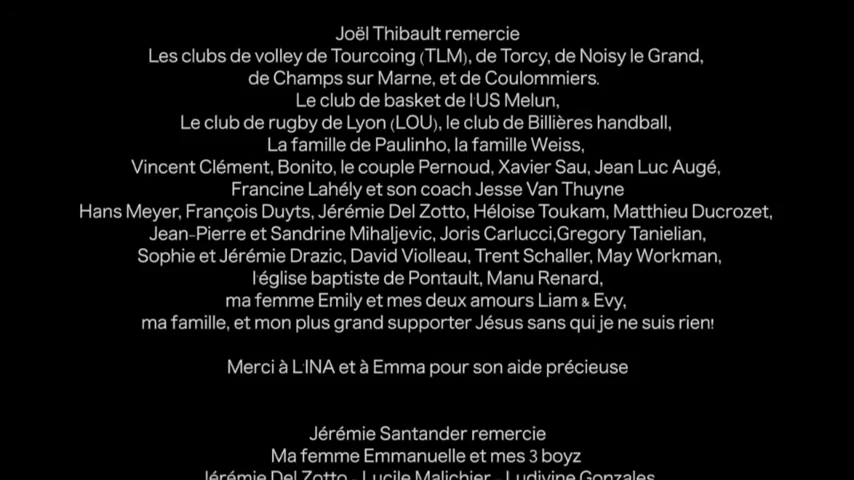 Joël Thibault remercie
Les clubs de volley de Tourcoing (TLM), de Torcy, de Noisy le Grand,
de Champs sur Marne, et de Coulommiers.
Le club de basket de l'US Melun,
Le club de rugby de Lyon (LOU), le club de Billières handball,
La famille de Paulinho, la famille Weiss,
Vincent Clément, Bonito, le couple Pernoud, Xavier Sau, Jean Luc Augé,
Francine Lahély et son coach Jesse Van Thuyne
Hans Meyer, François Duyts, Jérémie Del Zotto, Héloise Toukam, Matthieu Ducrozet,
Jean-Pierre et Sandrine Mihaljevic, Joris Carlucci,Gregory Tanielian,
Sophie et Jérémie Drazic, David Violleau, Trent Schaller, May Workman,
l'église baptiste de Pontault, Manu Renard,
ma femme Emily et mes deux amours Liam & Evy,
ma famille, et mon plus grand supporter Jésus sans qui je ne suis rien!
Merci à L'INA et à Emma pour son aide précieuse
Jérémie Santander remercie
Ma femme Emmanuelle et mes 3 boyz
Jérémie Del Zotto - Lucile Malichier - Ludivine Gonzales